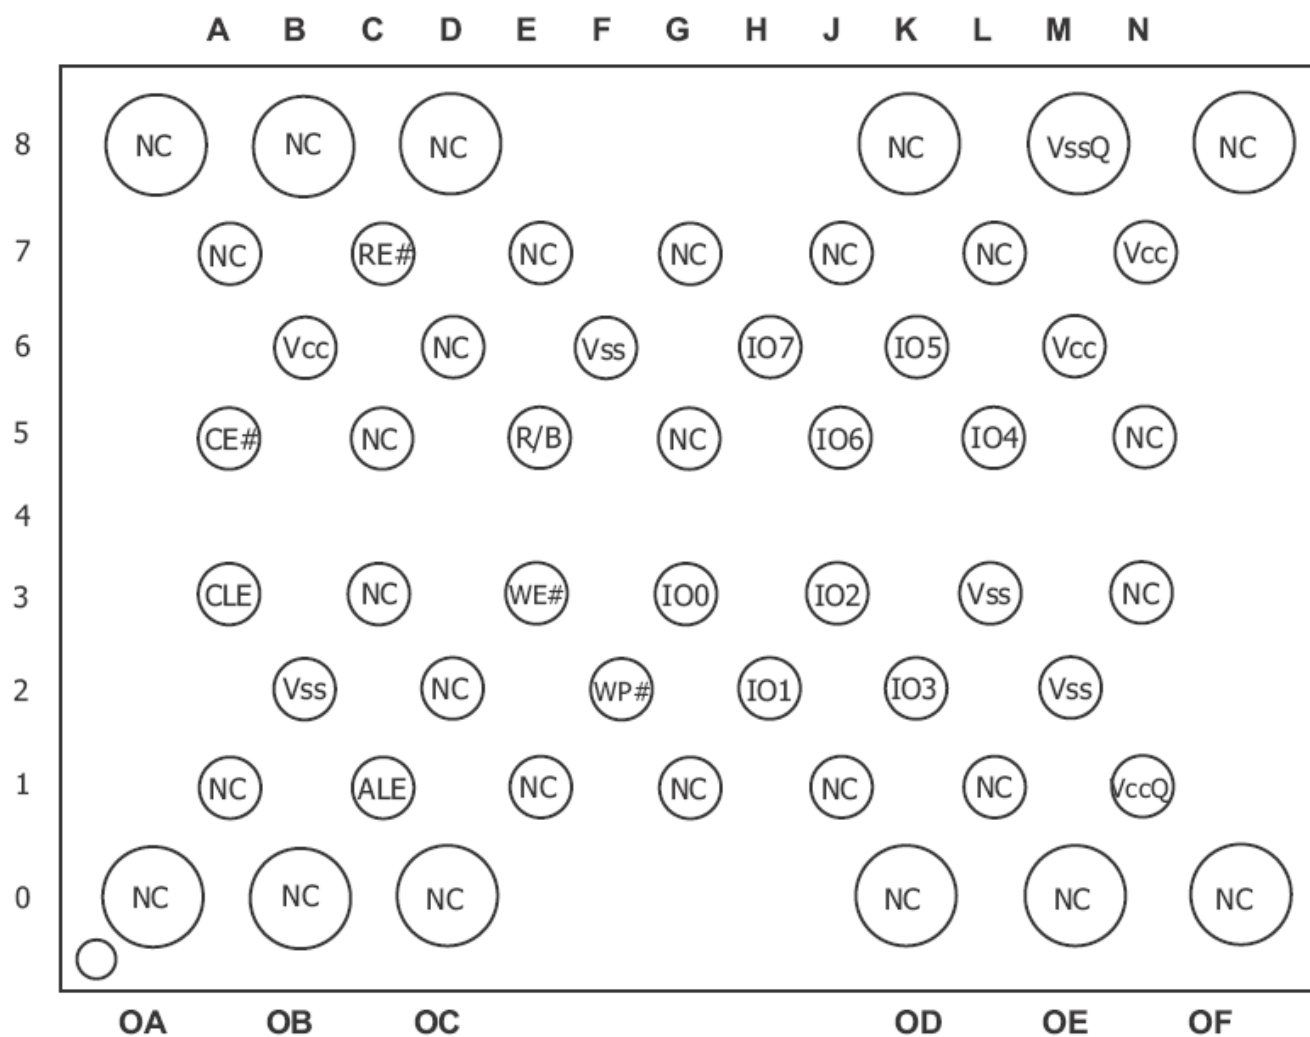 A B C D E F G H J K L M N
8 NC NC NC NC VssQ NC
7 NC RE# NC NC NC NC Vcc
6 Vcc NC Vss IO7 IO5 Vcc
5 CE# NC R/B NC IO6 IO4 NC
4
3 CLE NC WE# IO0 IO2 Vss NC
2 Vss NC WP# IO1 IO3 Vss
1 NC ALE NC NC NC NC VccQ
0 NC NC NC NC NC NC
OA OB OC OD OE OF